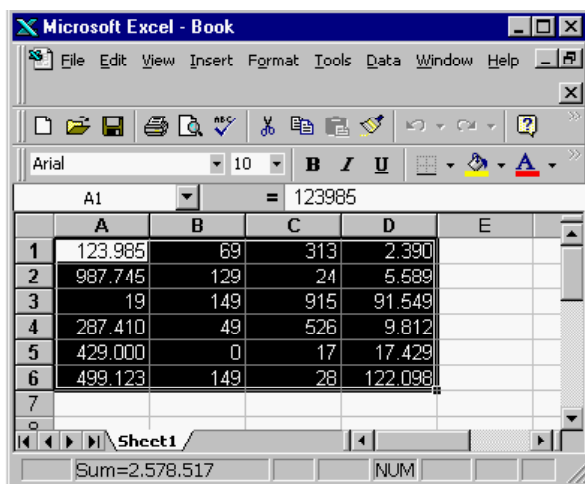 Microsoft Excel - Book
File Edit View Insert Format Tools Data Window Help
Arial 10 B I U A
A1 = 123985
A B C D E
1 123.985 69 313 2.390
2 987.745 129 24 5.589
3 19 149 915 91.549
4 287.410 49 526 9.812
5 429.000 0 17 17.429
6 499.123 149 28 122.098
7
Sheet1
Sum=2.578.517 NUM